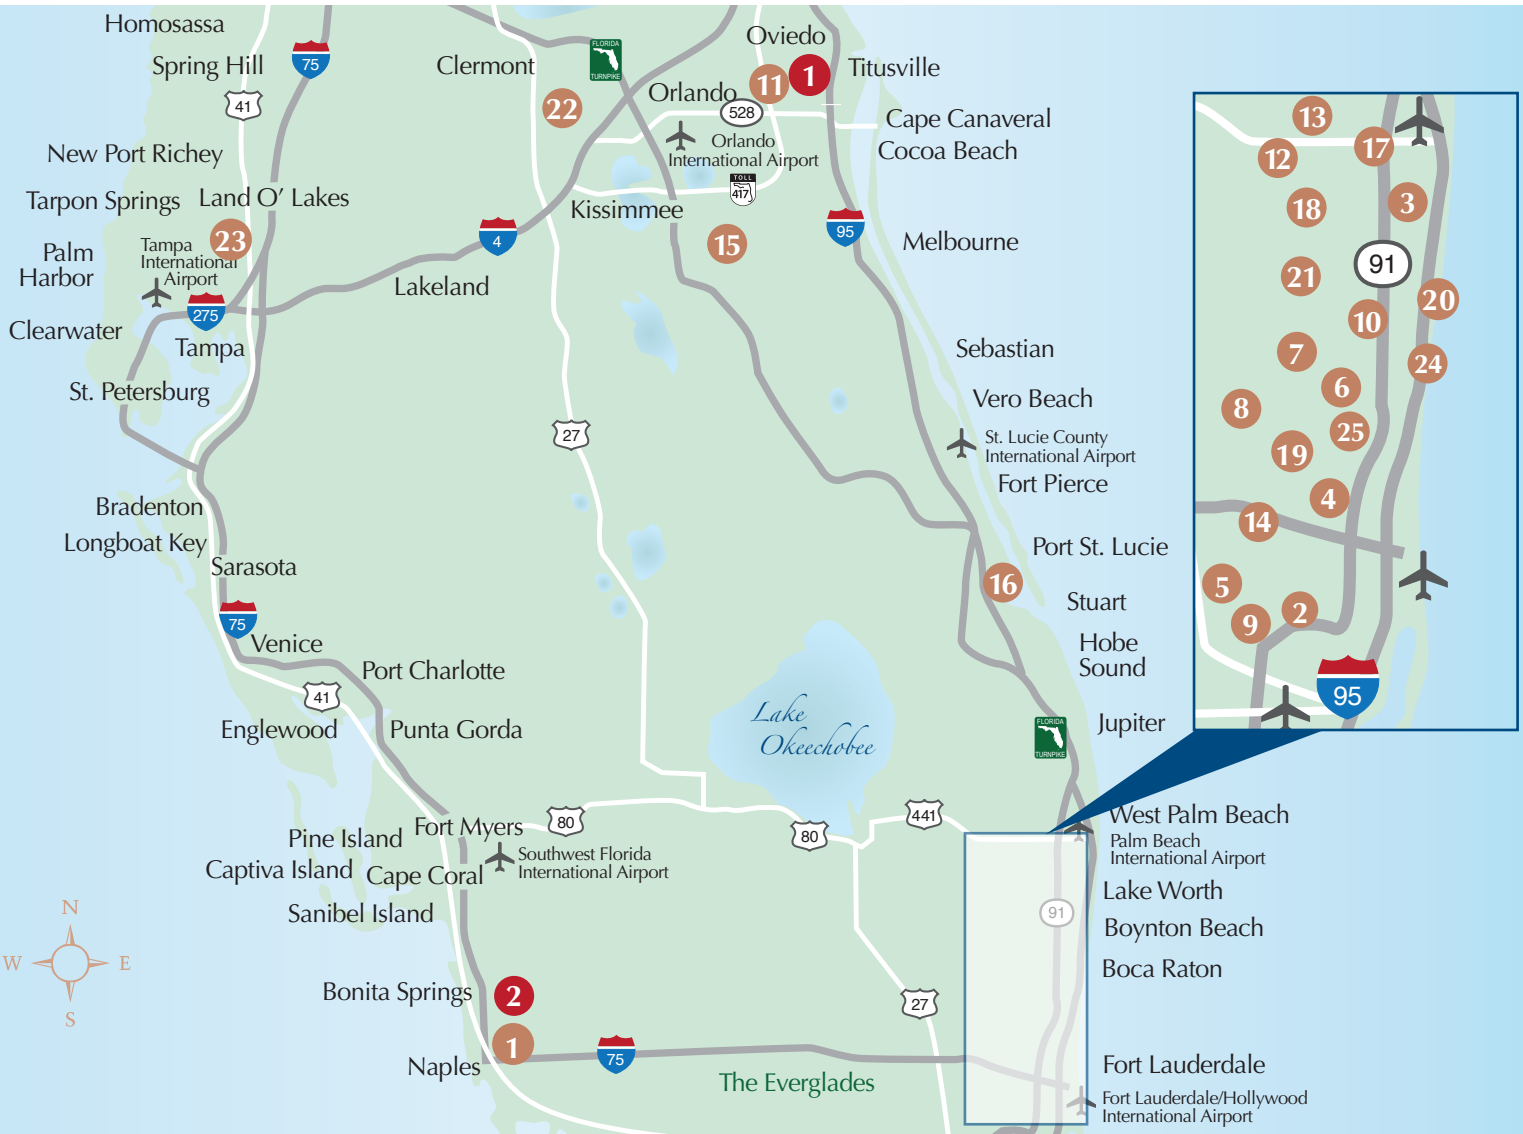 Homosassa
Spring Hill
75
41
New Port Richey
Tarpon Springs
Land O’ Lakes
23
Palm
Harbor
Tampa
International
Airport
275
Clearwater
Tampa
St. Petersburg
Clermont
22
FLORIDA
TURNPIKE
Oviedo
11
1
Orlando
528
Orlando
International Airport
TOLL
417
Kissimmee
15
4
Lakeland
Titusville
Cape Canaveral
Cocoa Beach
95
Melbourne
Sebastian
Vero Beach
St. Lucie County
International Airport
Fort Pierce
27
Bradenton
Longboat Key
Sarasota
75
Venice
Port Charlotte
41
Englewood
Punta Gorda
Port St. Lucie
16
Stuart
Hobe
Sound
Lake
Okeechobee
FLORIDA
TURNPIKE
Jupiter
Pine Island
Fort Myers
80
80
441
Captiva Island
Cape Coral
Southwest Florida
International Airport
Sanibel Island
West Palm Beach
Palm Beach
International Airport
Lake Worth
91
Boynton Beach
Boca Raton
N
W
E
S
Bonita Springs
2
1
Naples
75
27
The Everglades
Fort Lauderdale
Fort Lauderdale/Hollywood
International Airport
13
12
17
18
3
91
21
20
10
7
24
6
8
25
19
4
14
5
2
9
95